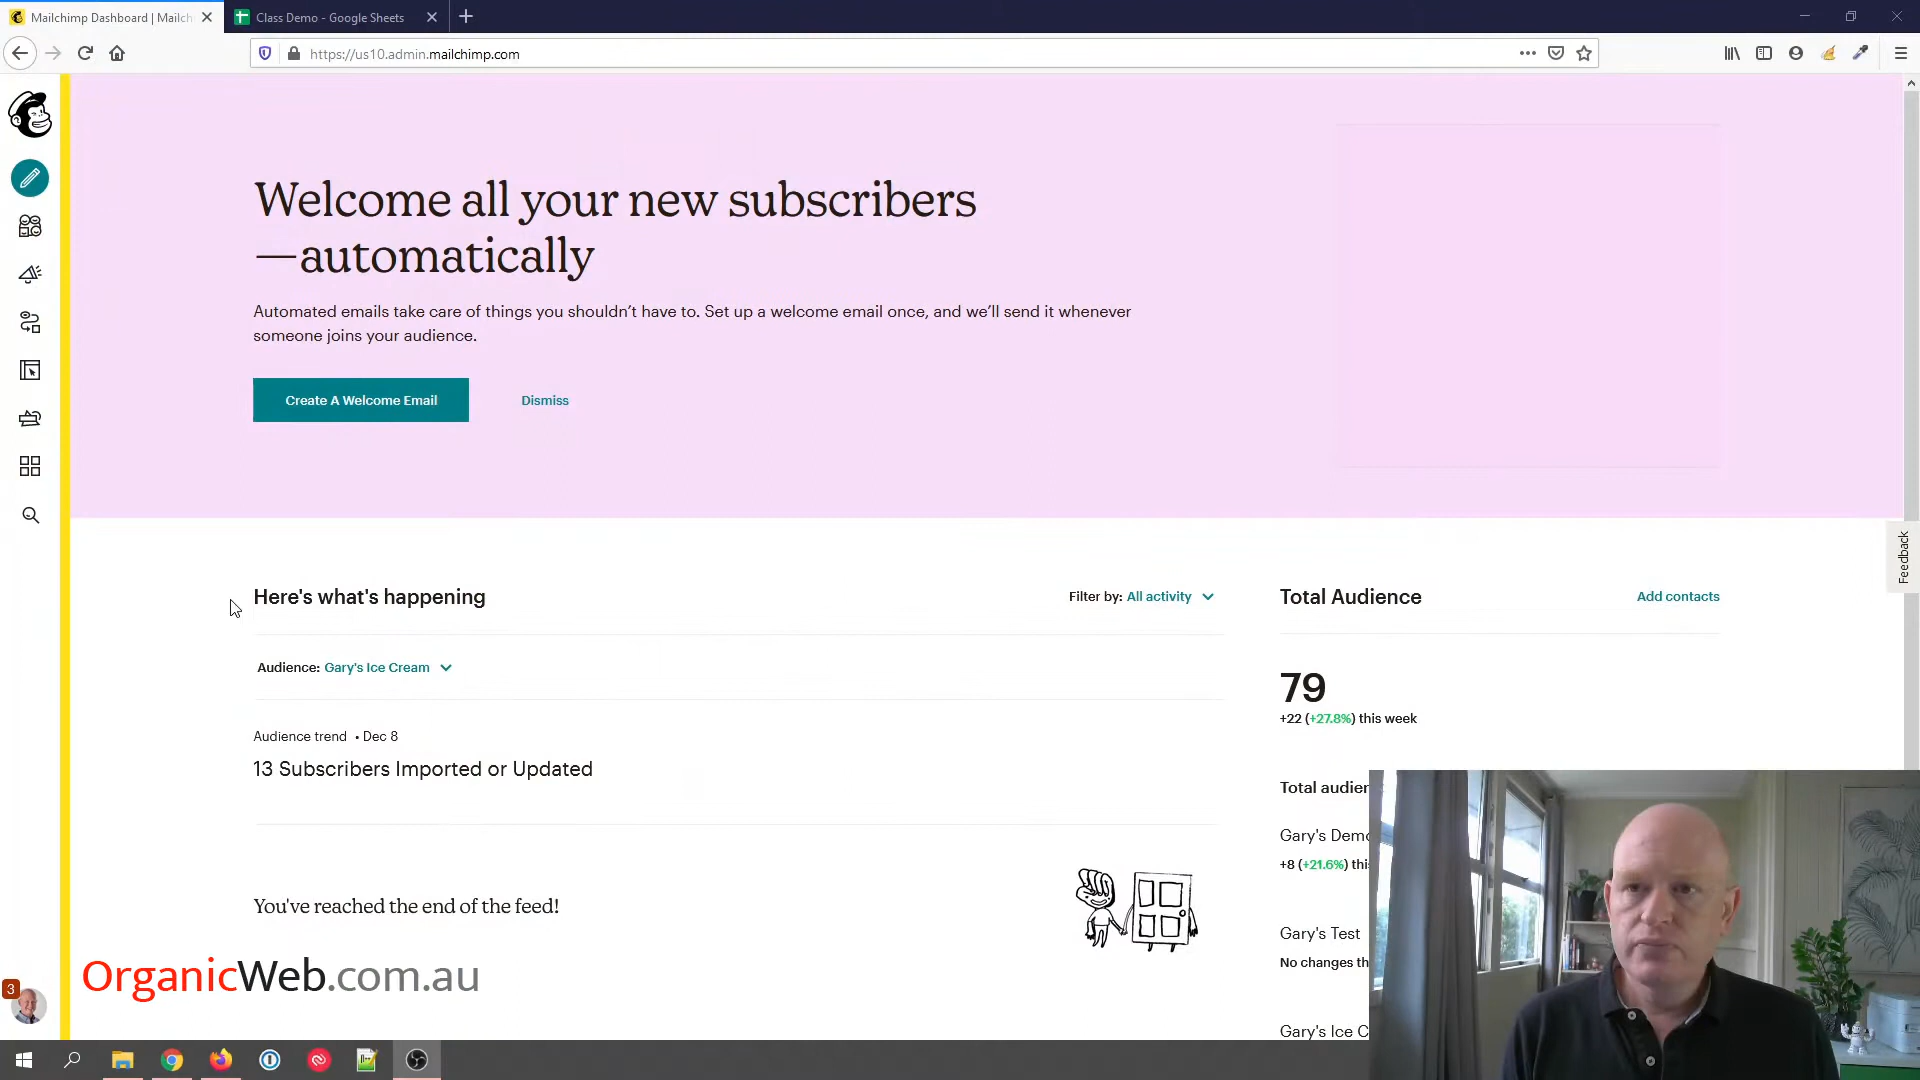 Mailchimp Dashboard | Mailch
Class Demo - Google Sheets
https://us10.admin.mailchimp.com
Welcome all your new subscribers
—automatically
Automated emails take care of things you shouldn't have to. Set up a welcome email once, and we'll send it whenever
someone joins your audience.
Create A Welcome Email
Dismiss
Feedback
Here's what's happening
Filter by: All activity
Total Audience
Add contacts
Audience: Gary's Ice Cream
79
+22 (+27.8%) this week
Audience trend • Dec 8
13 Subscribers Imported or Updated
Total audien
Gary's Demo
+8 (+21.6%) this
You've reached the end of the feed!
Gary's Test
No changes th
OrganicWeb.com.au
3
Gary's Ice C